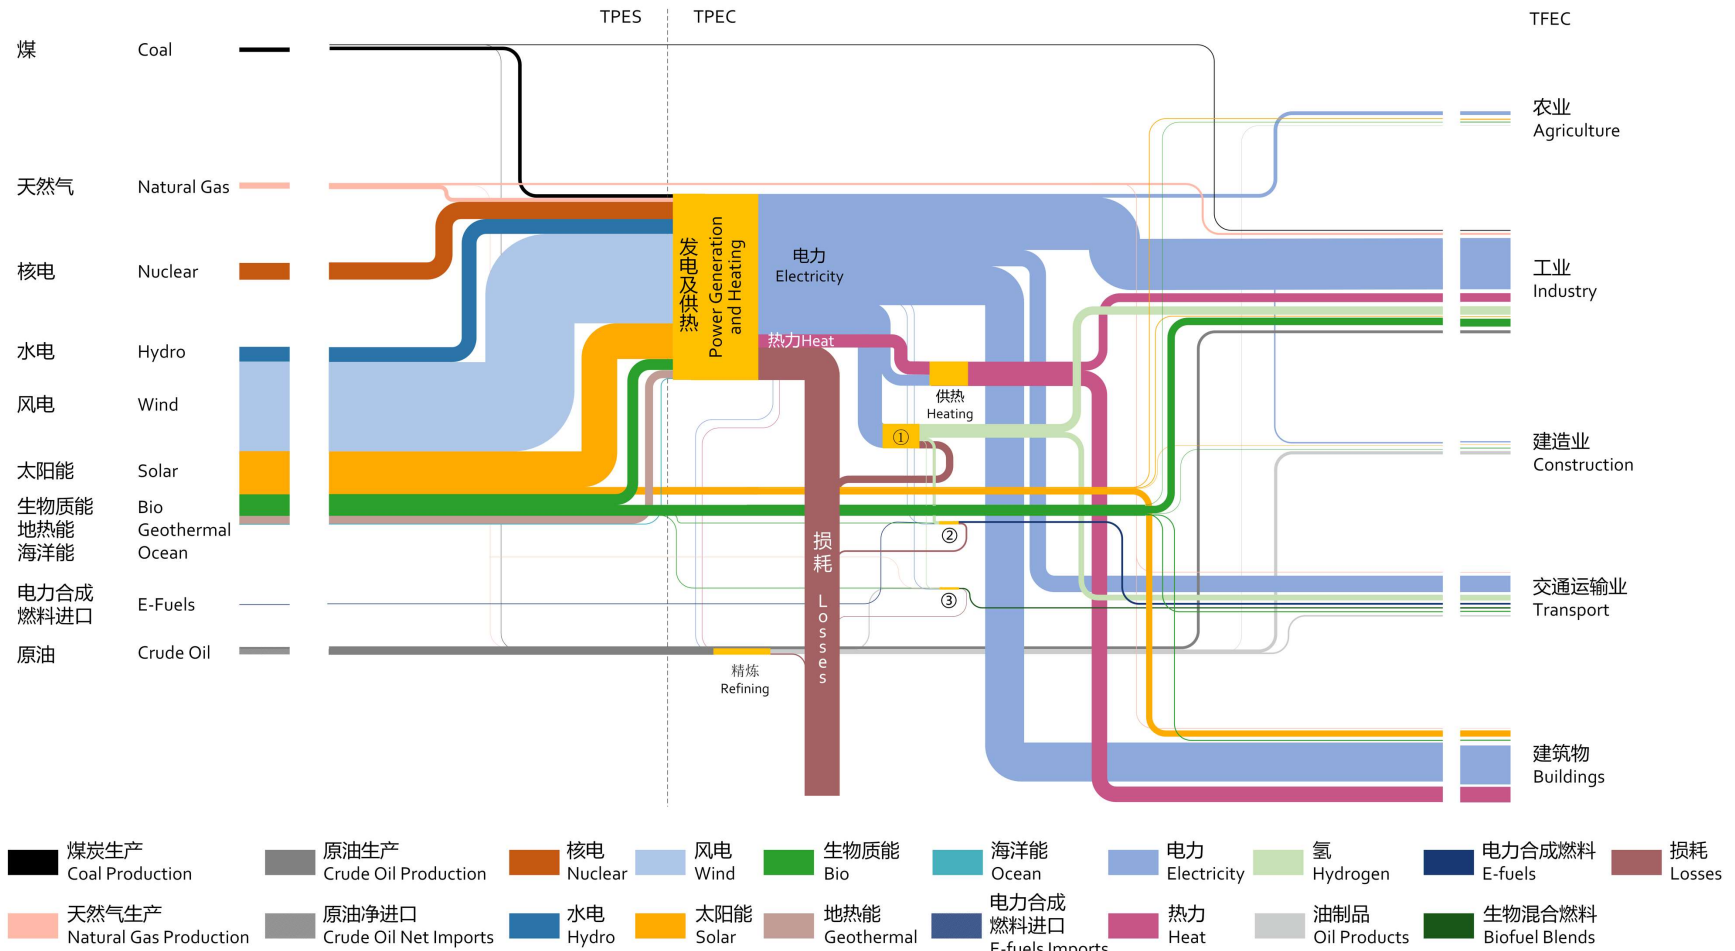 TPES
TPEC
TFEC
煤 Coal
天然气 Natural Gas
核电 Nuclear
水电 Hydro
风电 Wind
太阳能 Solar
生物质能 Bio
地热能 Geothermal
海洋能 Ocean
电力合成
燃料进口
E-Fuels
原油 Crude Oil
发电及供热
Power Generation
and Heating
电力
Electricity
热力Heat
供热
Heating
①
②
③
损耗
Losses
精炼
Refining
农业
Agriculture
工业
Industry
建造业
Construction
交通运输业
Transport
建筑物
Buildings
煤炭生产
Coal Production
原油生产
Crude Oil Production
核电
Nuclear
风电
Wind
生物质能
Bio
海洋能
Ocean
电力
Electricity
氢
Hydrogen
电力合成燃料
E-fuels
损耗
Losses
天然气生产
Natural Gas Production
原油净进口
Crude Oil Net Imports
水电
Hydro
太阳能
Solar
地热能
Geothermal
电力合成
燃料进口
E-fuels Imports
热力
Heat
油制品
Oil Products
生物混合燃料
Biofuel Blends